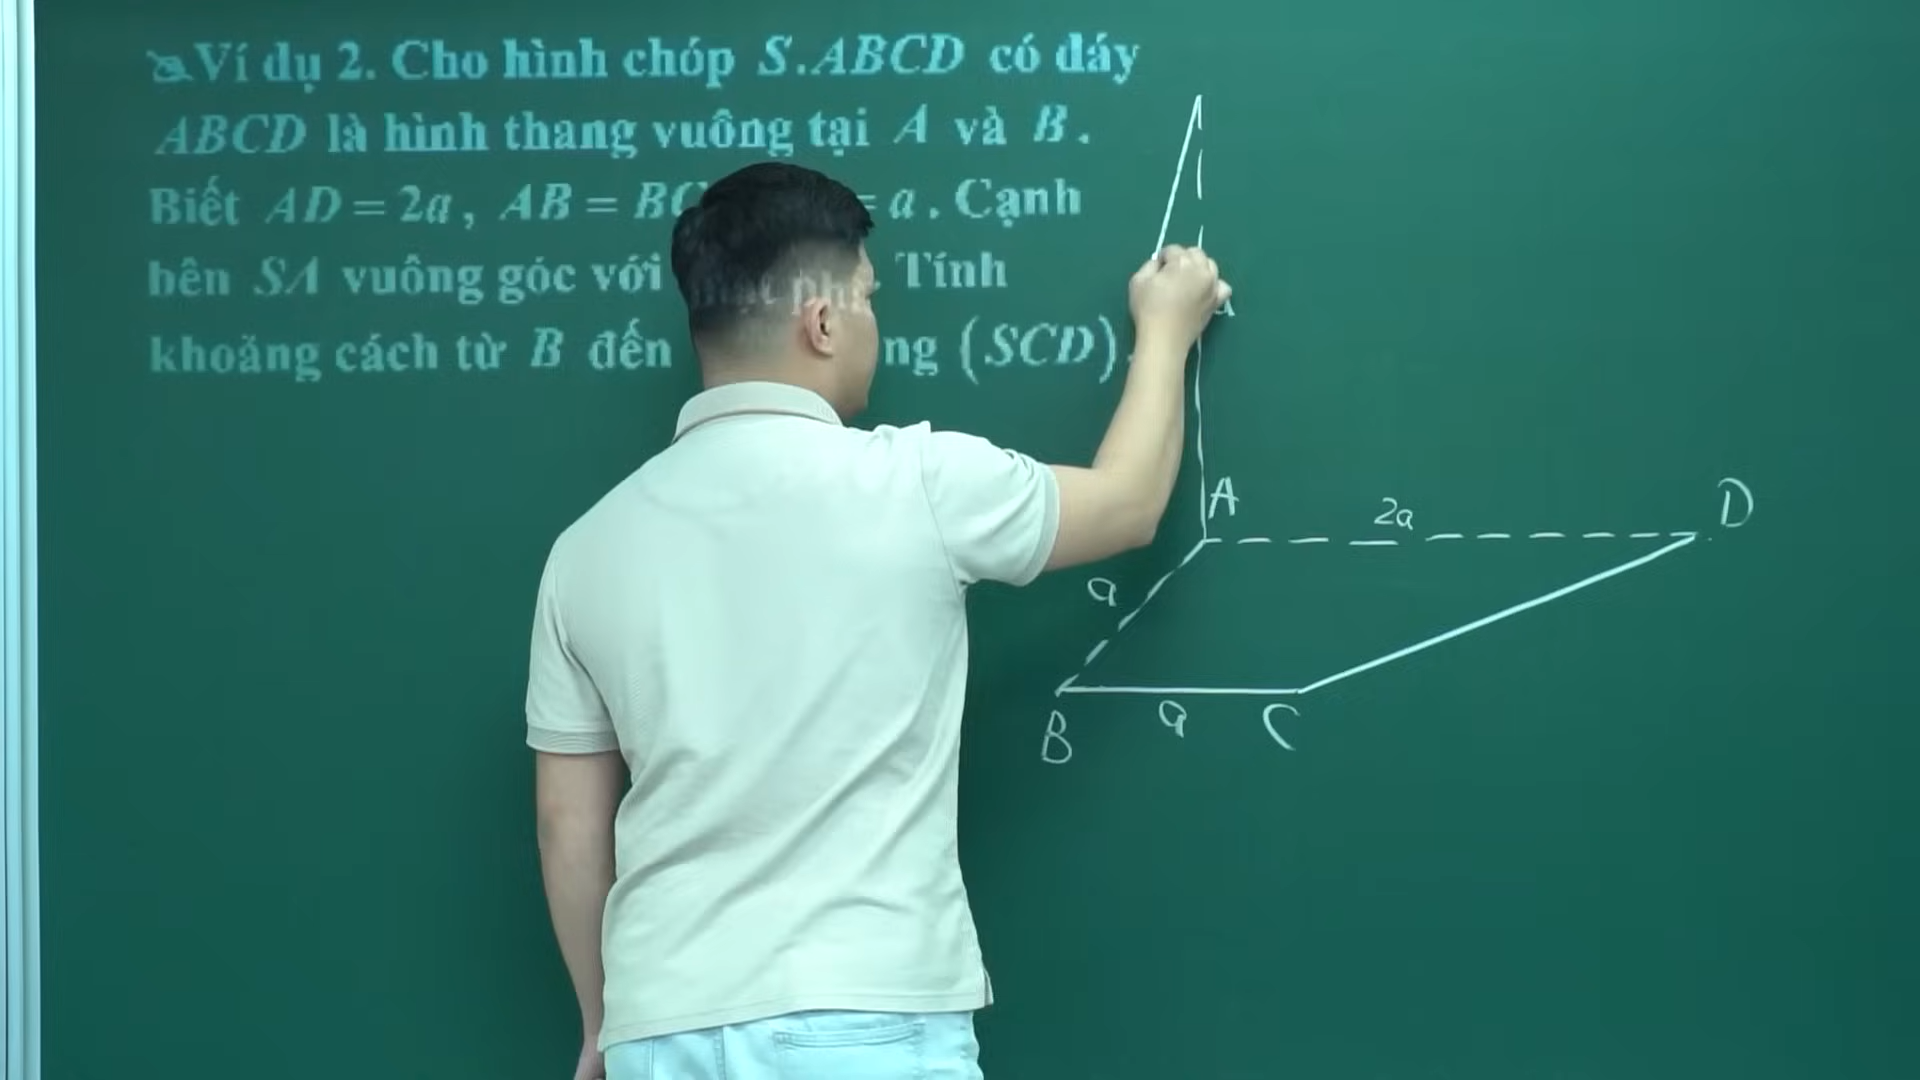 Ví dụ 2. Cho hình chóp S.ABCD có đáy
ABCD là hình thang vuông tại A và B.
Biết AD = 2a, AB = BC = a. Cạnh
bên SA vuông góc với Tính
khoảng cách từ B đến (SCD).
a
A
2a
D
a
B
a
C